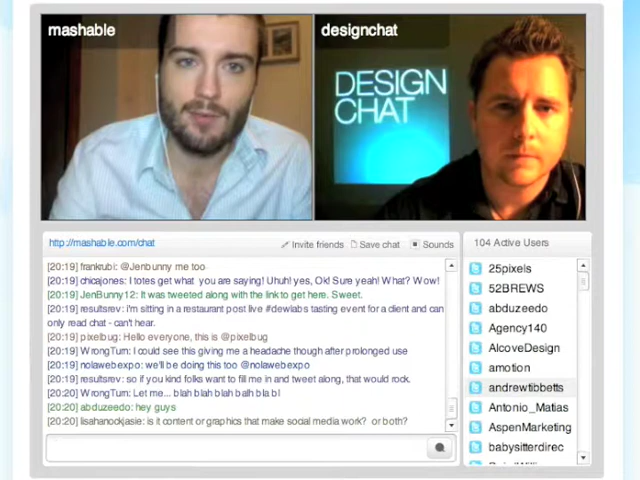 mashable
designchat
DESIGN
CHAT
http://mashable.com/chat
Invite friends
Save chat
Sounds
104 Active Users
[20:19] frankrubi: @Jenbunny me too
[20:19] chicajones: I totes get what you are saying! Uhuh! yes, Ok! Sure yeah! What? Wow!
[20:19] JenBunny12: It was tweeted along with the link to get here. Sweet.
[20:19] resultsrev: i'm sitting in a restaurant post live #dewlabs tasting event for a client and can
only read chat - can't hear.
[20:19] pixelbug: Hello everyone, this is @pixelbug
[20:19] WrongTurn: I could see this giving me a headache though after prolonged use
[20:19] nolawebexpo: we'll be doing this too @nolawebexpo
[20:19] resultsrev: so if you kind folks want to fill me in and tweet along, that would rock.
[20:20] WrongTurn: Let me... blah blah blah balh bla bl
[20:20] abduzeedo: hey guys
[20:20] lisahanockjasie: is it content or graphics that make social media work? or both?
25pixels
52BREWS
abduzeedo
Agency140
AlcoveDesign
amotion
andrewtibbetts
Antonio_Matias
AspenMarketing
babysitterdirec